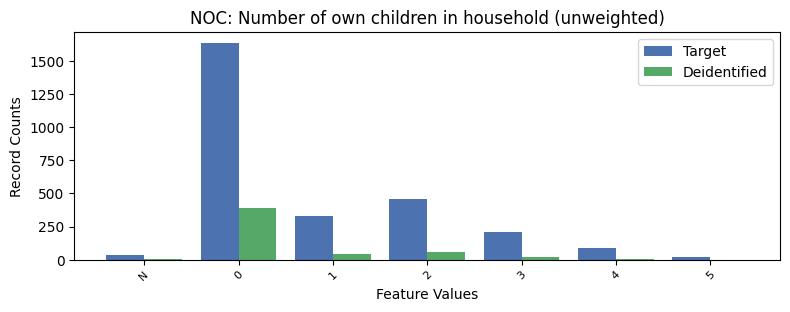 NOC: Number of own children in household (unweighted)
Target
Deidentified
Record Counts
1500
1250
1000
750
500
250
0
N
0
1
2
3
4
5
Feature Values